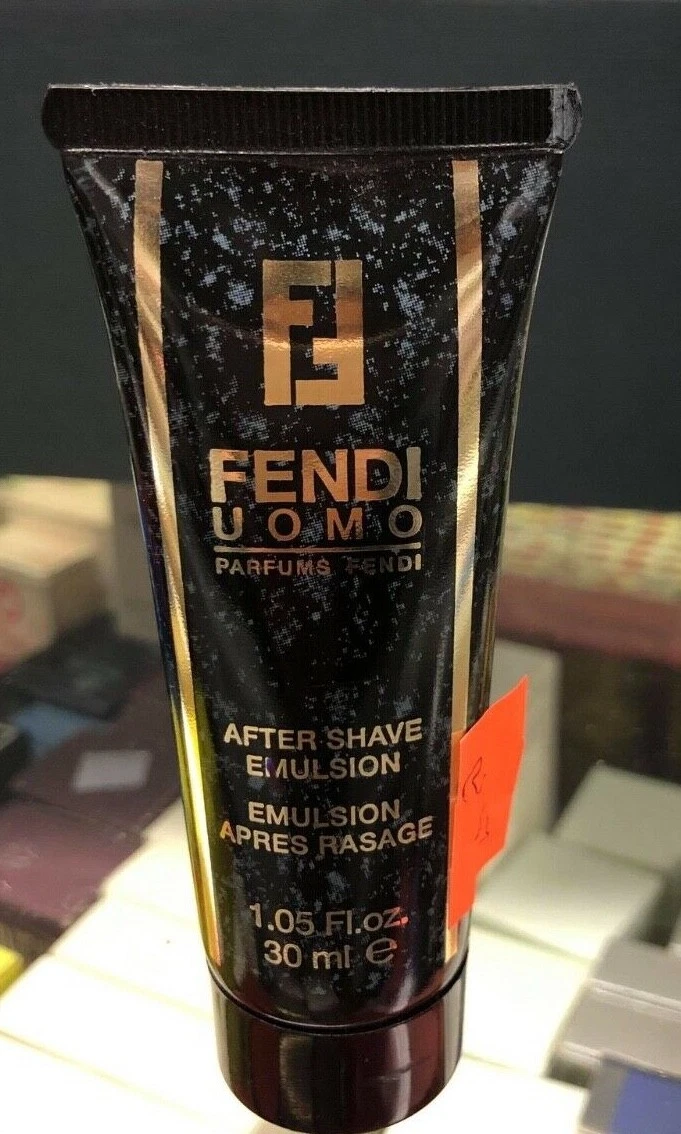 FENDI
UOMO
PARFUMS FENDI
AFTER SHAVE
EMULSION
EMULSION
APRES RASAGE
1.05 Fl.oz.
30 ml e